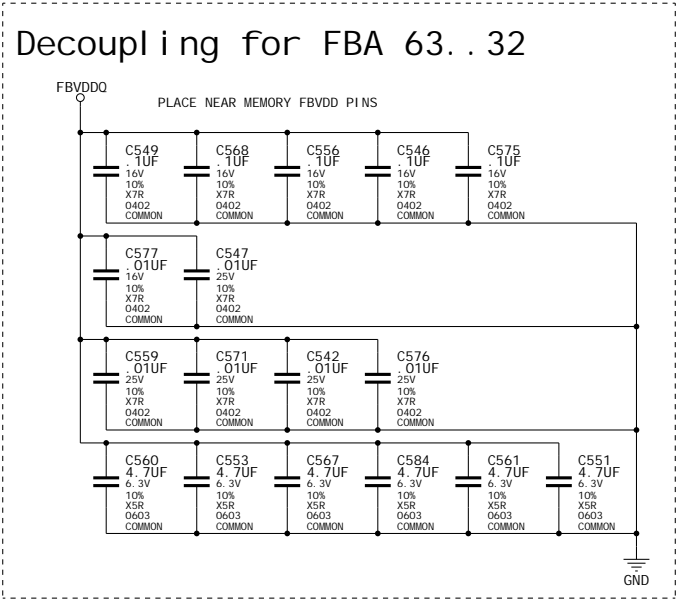 Decoupling for FBA 63..32
FBVDDQ
PLACE NEAR MEMORY FBVDD PINS
C549
.1UF
16V
10%
X7R
0402
COMMON
C568
.1UF
16V
10%
X7R
0402
COMMON
C556
.1UF
16V
10%
X7R
0402
COMMON
C546
.1UF
16V
10%
X7R
0402
COMMON
C575
.1UF
16V
10%
X7R
0402
COMMON
C577
.01UF
16V
10%
X7R
0402
COMMON
C547
.01UF
25V
10%
X7R
0402
COMMON
C559
.01UF
25V
10%
X7R
0402
COMMON
C571
.01UF
25V
10%
X7R
0402
COMMON
C542
.01UF
25V
10%
X7R
0402
COMMON
C576
.01UF
25V
10%
X7R
0402
COMMON
C560
4.7UF
6.3V
10%
X5R
0603
COMMON
C553
4.7UF
6.3V
10%
X5R
0603
COMMON
C567
4.7UF
6.3V
10%
X5R
0603
COMMON
C584
4.7UF
6.3V
10%
X5R
0603
COMMON
C561
4.7UF
6.3V
10%
X5R
0603
COMMON
C551
4.7UF
6.3V
10%
X5R
0603
COMMON
GND